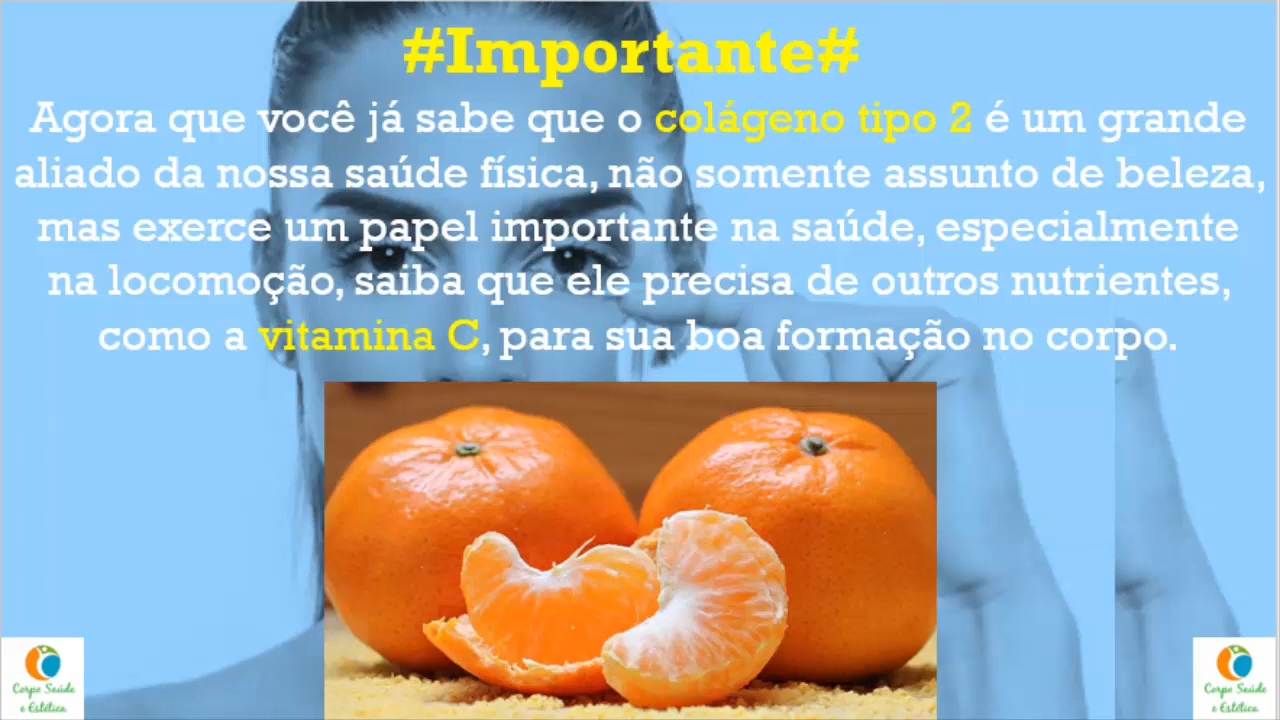 #Importante#
Agora que você já sabe que o colágeno tipo 2 é um grande
aliado da nossa saúde física, não somente assunto de beleza,
mas exerce um papel importante na saúde, especialmente
na locomoção, saiba que ele precisa de outros nutrientes,
como a vitamina C, para sua boa formação no corpo.
Corpo Saúde
e Estética
Corpo Saúde
e Estética